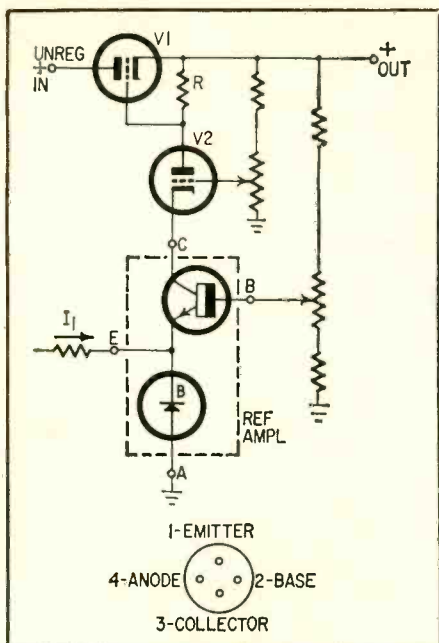 V1
UNREG
+
IN
+
OUT
R
V2
C
B
I1
E
B
REF
AMPL
A
1-EMITTER
4-ANODE
2-BASE
3-COLLECTOR